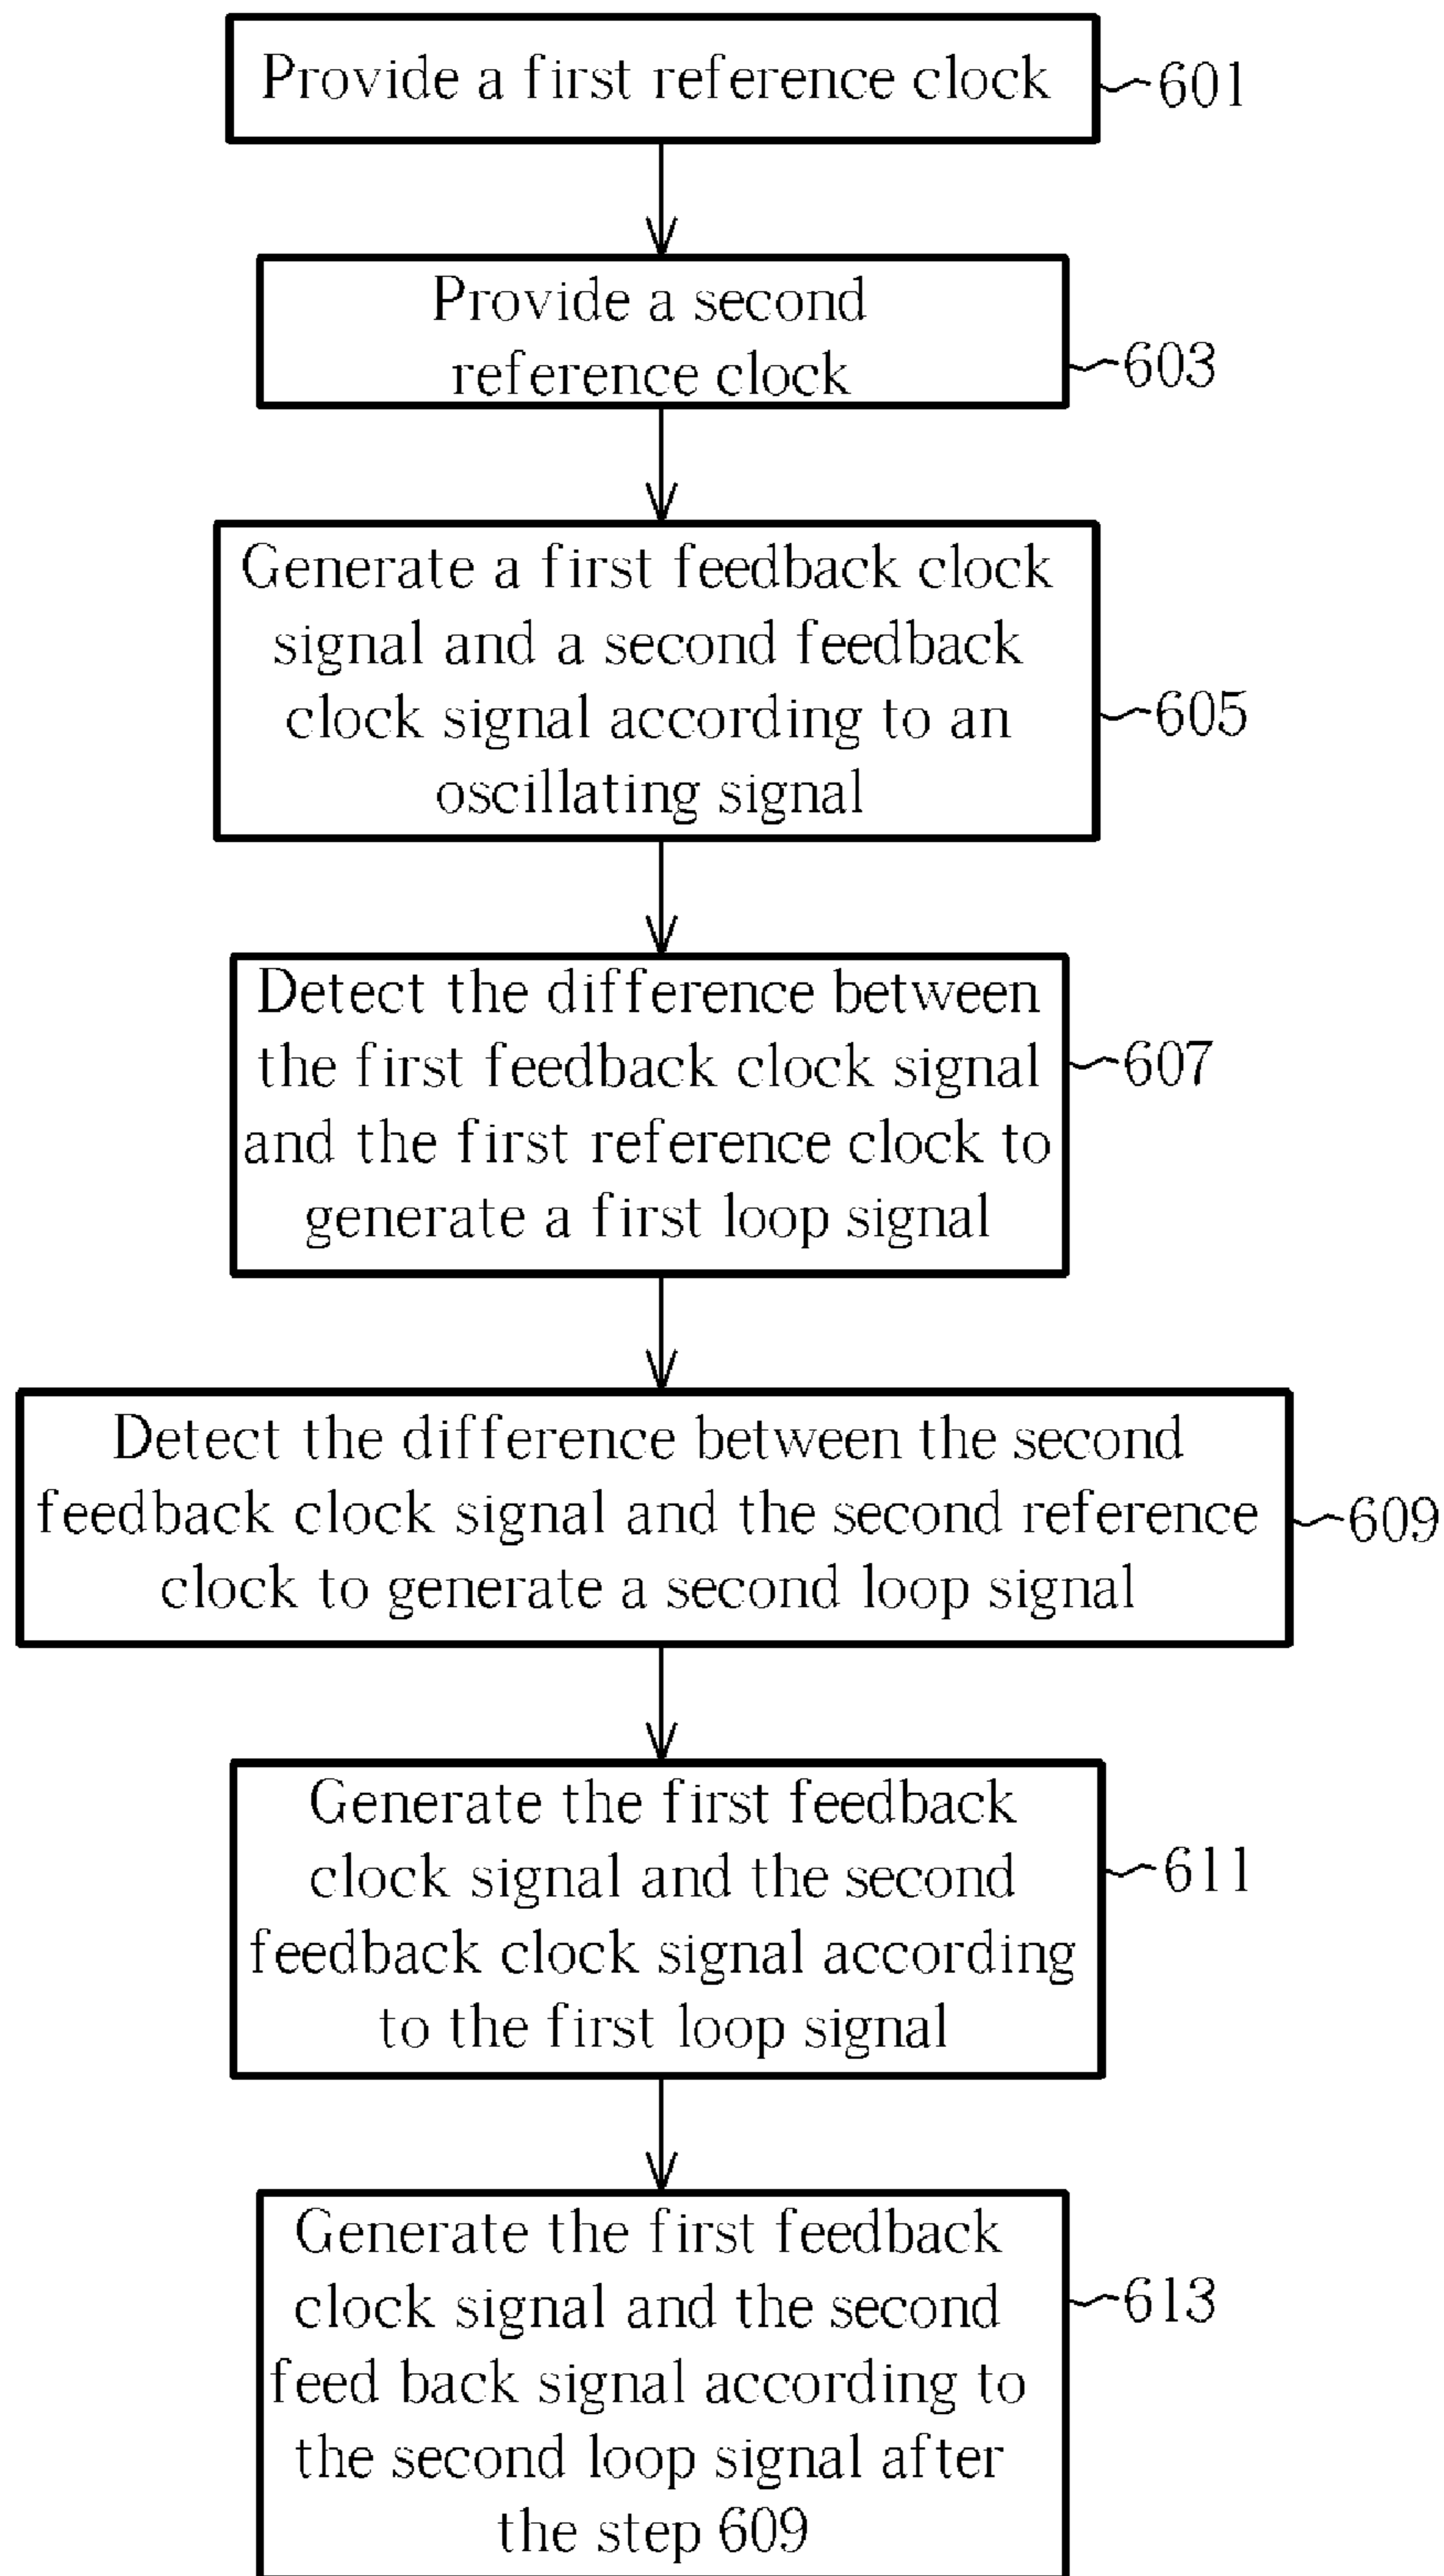 Provide a first reference clock
601
Provide a second
reference clock
603
Generate a first feedback clock
signal and a second feedback
clock signal according to an
oscillating signal
605
Detect the difference between
the first feedback clock signal
and the first reference clock to
generate a first loop signal
607
Detect the difference between the second
feedback clock signal and the second reference
clock to generate a second loop signal
609
Generate the first feedback
clock signal and the second
feedback clock signal according
to the first loop signal
611
Generate the first feedback
clock signal and the second
feed back signal according to
the second loop signal after
the step 609
613